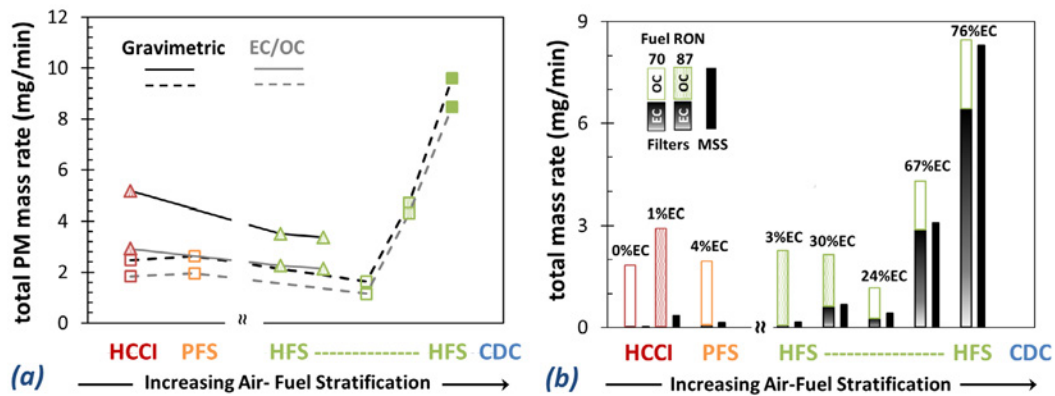 12
10
8
6
4
2
0
total PM mass rate (mg/min)
Gravimetric EC/OC
≈
HCCI PFS HFS ---------------- HFS CDC
(a) Increasing Air- Fuel Stratification
9
6
3
0
total mass rate (mg/min)
Fuel RON
70 87
OC OC
EC EC
Filters MSS
0%EC
1%EC
4%EC
3%EC
30%EC
24%EC
67%EC
76%EC
≈
HCCI PFS HFS ---------------- HFS CDC
(b) Increasing Air-Fuel Stratification